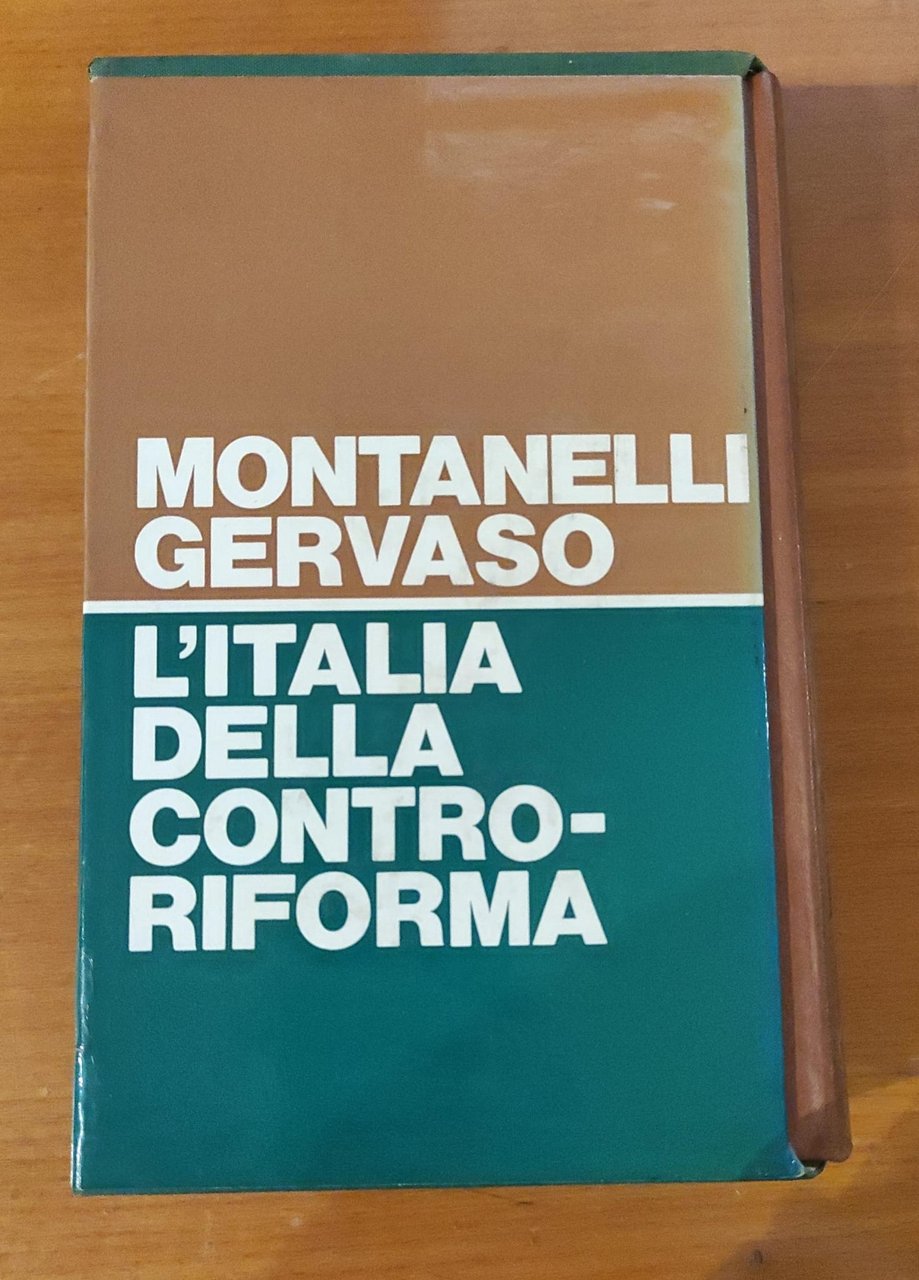 MONTANELLI
GERVASO
L'ITALIA
DELLA
CONTRO-
RIFORMA